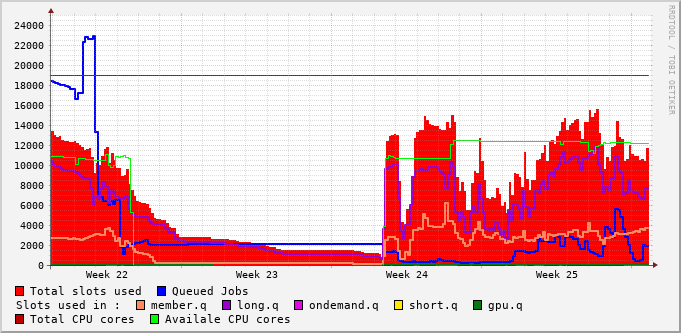 RRDTOOL / TOBI OETIKER
24000
22000
20000
18000
16000
14000
12000
10000
8000
6000
4000
2000
0
Week 22 Week 23 Week 24 Week 25
Total slots used Queued Jobs
Slots used in : member.q long.q ondemand.q short.q gpu.q
Total CPU cores Availale CPU cores